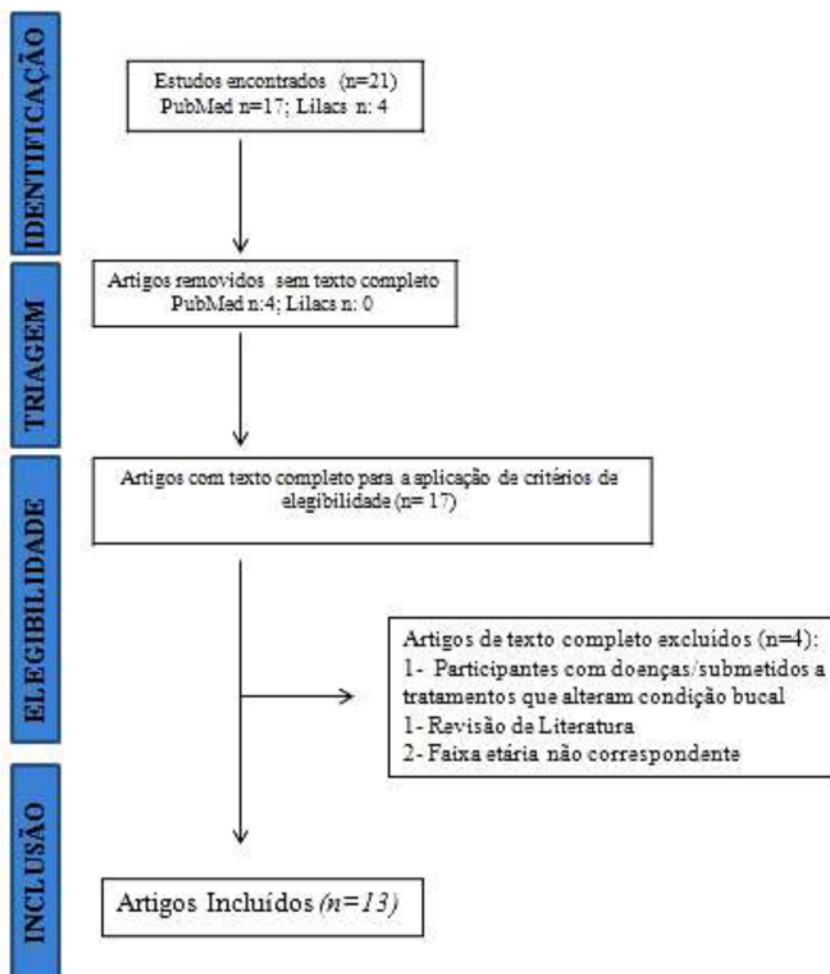 IDENTIFICAÇÃO
Estudos encontrados (n=21)
PubMed n=17; Lilacs n: 4
TRIAGEM
Artigos removidos sem texto completo
PubMed n:4; Lilacs n: 0
ELEGIBILIDADE
Artigos com texto completo para a aplicação de critérios de
elegibilidade (n= 17)
Artigos de texto completo excluídos (n=4):
1- Participantes com doenças/submetidos a
tratamentos que alteram condição bucal
1- Revisão de Literatura
2- Faixa etária não correspondente
INCLUSÃO
Artigos Incluídos (n=13)